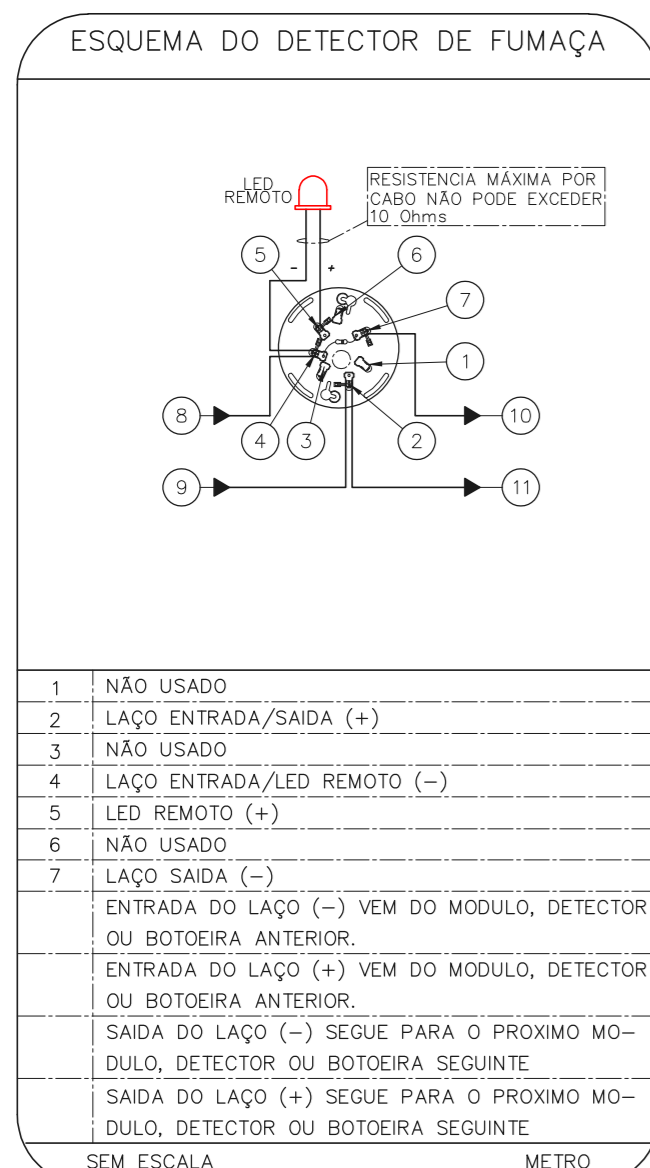 ESQUEMA DO DETECTOR DE FUMAÇA
LED
REMOTO
RESISTENCIA MÁXIMA POR
CABO NÃO PODE EXCEDER
10 Ohms
5
6
- +
7
1
8
10
4
3
2
9
11
1 NÃO USADO
2 LAÇO ENTRADA/SAIDA (+)
3 NÃO USADO
4 LAÇO ENTRADA/LED REMOTO (-)
5 LED REMOTO (+)
6 NÃO USADO
7 LAÇO SAIDA (-)
ENTRADA DO LAÇO (-) VEM DO MODULO, DETECTOR
OU BOTOEIRA ANTERIOR.
ENTRADA DO LAÇO (+) VEM DO MODULO, DETECTOR
OU BOTOEIRA ANTERIOR.
SAIDA DO LAÇO (-) SEGUE PARA O PROXIMO MO-
DULO, DETECTOR OU BOTOEIRA SEGUINTE
SAIDA DO LAÇO (+) SEGUE PARA O PROXIMO MO-
DULO, DETECTOR OU BOTOEIRA SEGUINTE
SEM ESCALA METRO